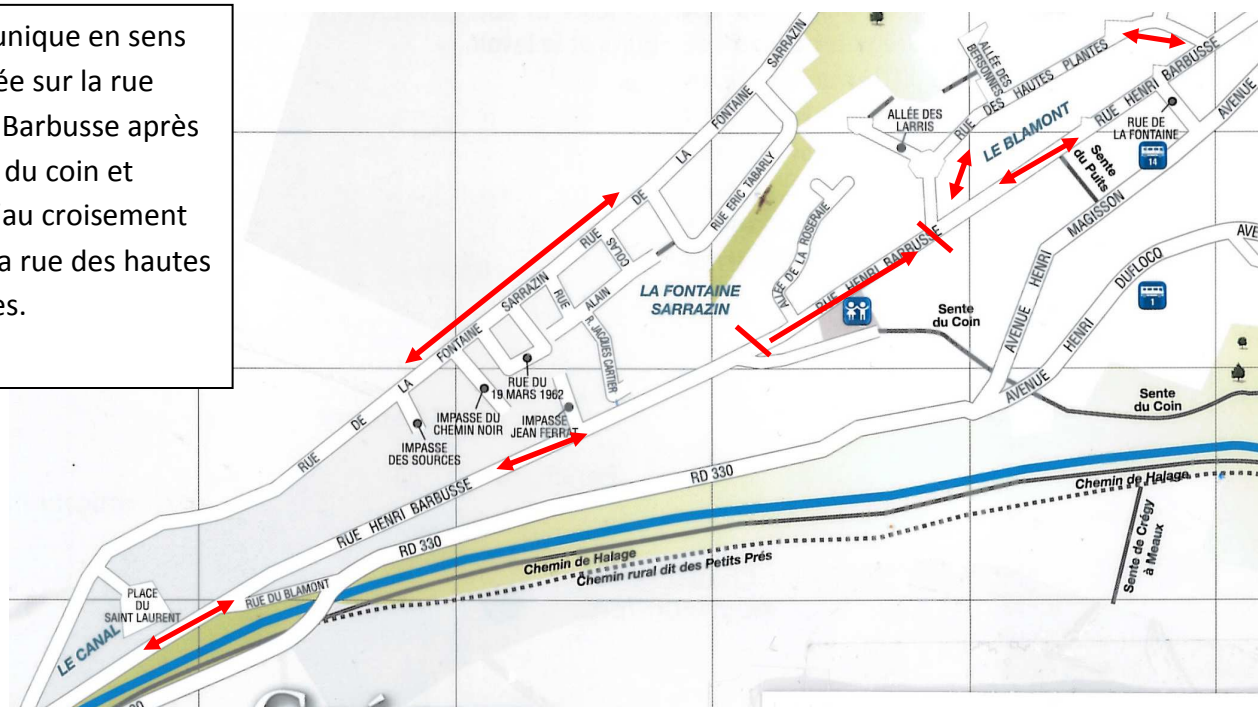 unique en sens
ée sur la rue
Barbusse après
du coin et
au croisement
a rue des hautes
es.
SARRAZIN
FONTAINE
LA
DE
RUE
SARRAZIN
FONTAINE
LA
DE
RUE
RUE ERIC TABARLY
COLAS
ALAIN
RUE
R. JACQUES CARTIER
LA FONTAINE
SARRAZIN
ALLÉE DE LA ROSERAIE
ALLÉE DES
LARRIS
ALLÉE DES
BERSONNES
RUE DES HAUTES PLANTES
LE BLAMONT
RUE HENRI BARBUSSE
RUE DE
LA FONTAINE
AVENUE
14
Sente
du Puits
MAGISSON
HENRI
AVENUE
RUE HENRI BARBUSSE
AVE
DUFLOCQ
HENRI
AVENUE
1
Sente
du Coin
Sente
du Coin
RUE DU
19 MARS 1962
IMPASSE DU
CHEMIN NOIR
IMPASSE
JEAN FERRAT
IMPASSE
DES SOURCES
RD 330
RUE HENRI BARBUSSE
RD 330
Chemin de Halage
Chemin de Halage
Chemin rural dit des Petits Prés
Sente de Crégy
à Meaux
RUE DU BLAMONT
PLACE
DU
SAINT LAURENT
LE CANAL